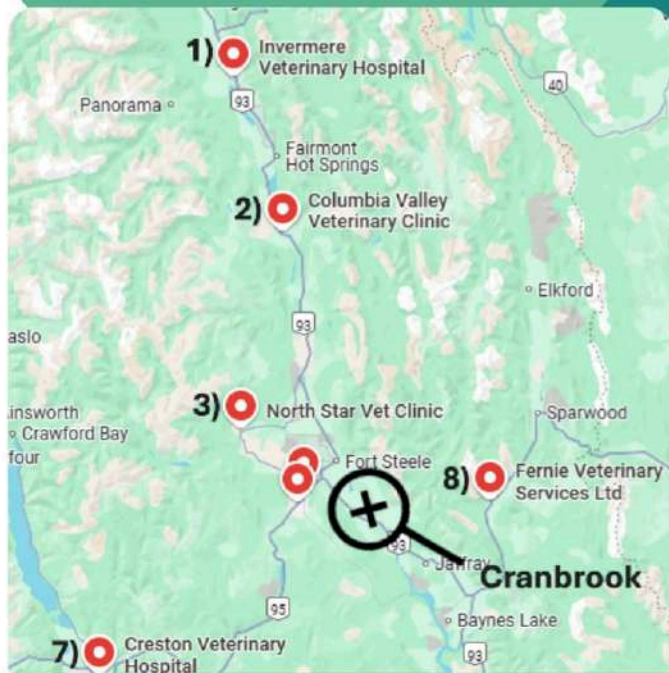 1) Invermere
Veterinary Hospital
93
40
Panorama
Fairmont
Hot Springs
2) Columbia Valley
Veterinary Clinic
Elkford
93
aslo
3) North Star Vet Clinic
Sparwood
insworth
Crawford Bay
four
Fort Steele
8) Fernie Veterinary
Services Ltd
93
Jaffray
Cranbrook
95
Baynes Lake
7) Creston Veterinary
Hospital
93